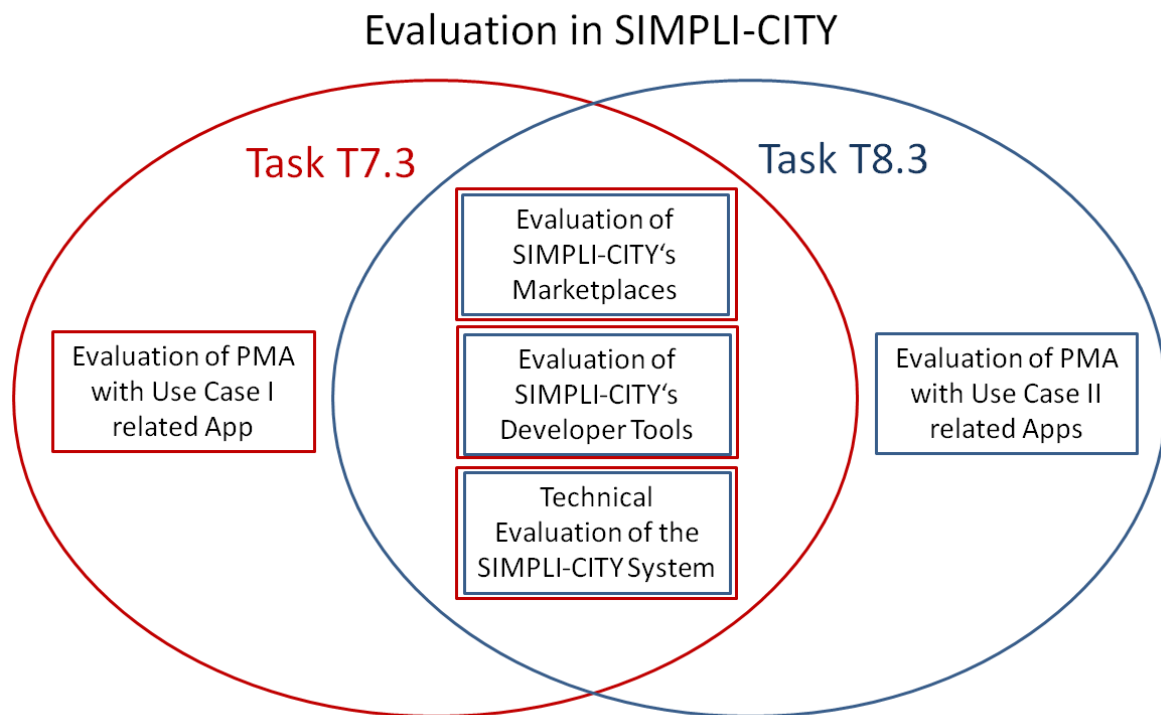 Evaluation in SIMPLI-CITY
Task T7.3
Task T8.3
Evaluation of
SIMPLI-CITY‘s
Marketplaces
Evaluation of PMA
with Use Case I
related App
Evaluation of
SIMPLI-CITY‘s
Developer Tools
Evaluation of PMA
with Use Case II
related Apps
Technical
Evaluation of the
SIMPLI-CITY System